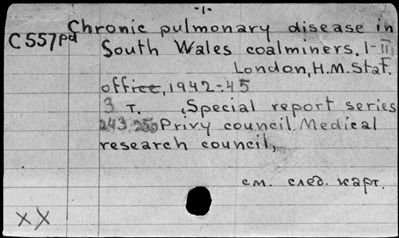 -1-
C557pd Chronic pulmonary disease in
South Wales coalminers. I-III
London, H.M. Stat.
office, 1942-45
3 т. , Special report series
243, 250 Privy council. Medical
research council,
см. след. карт.
XX